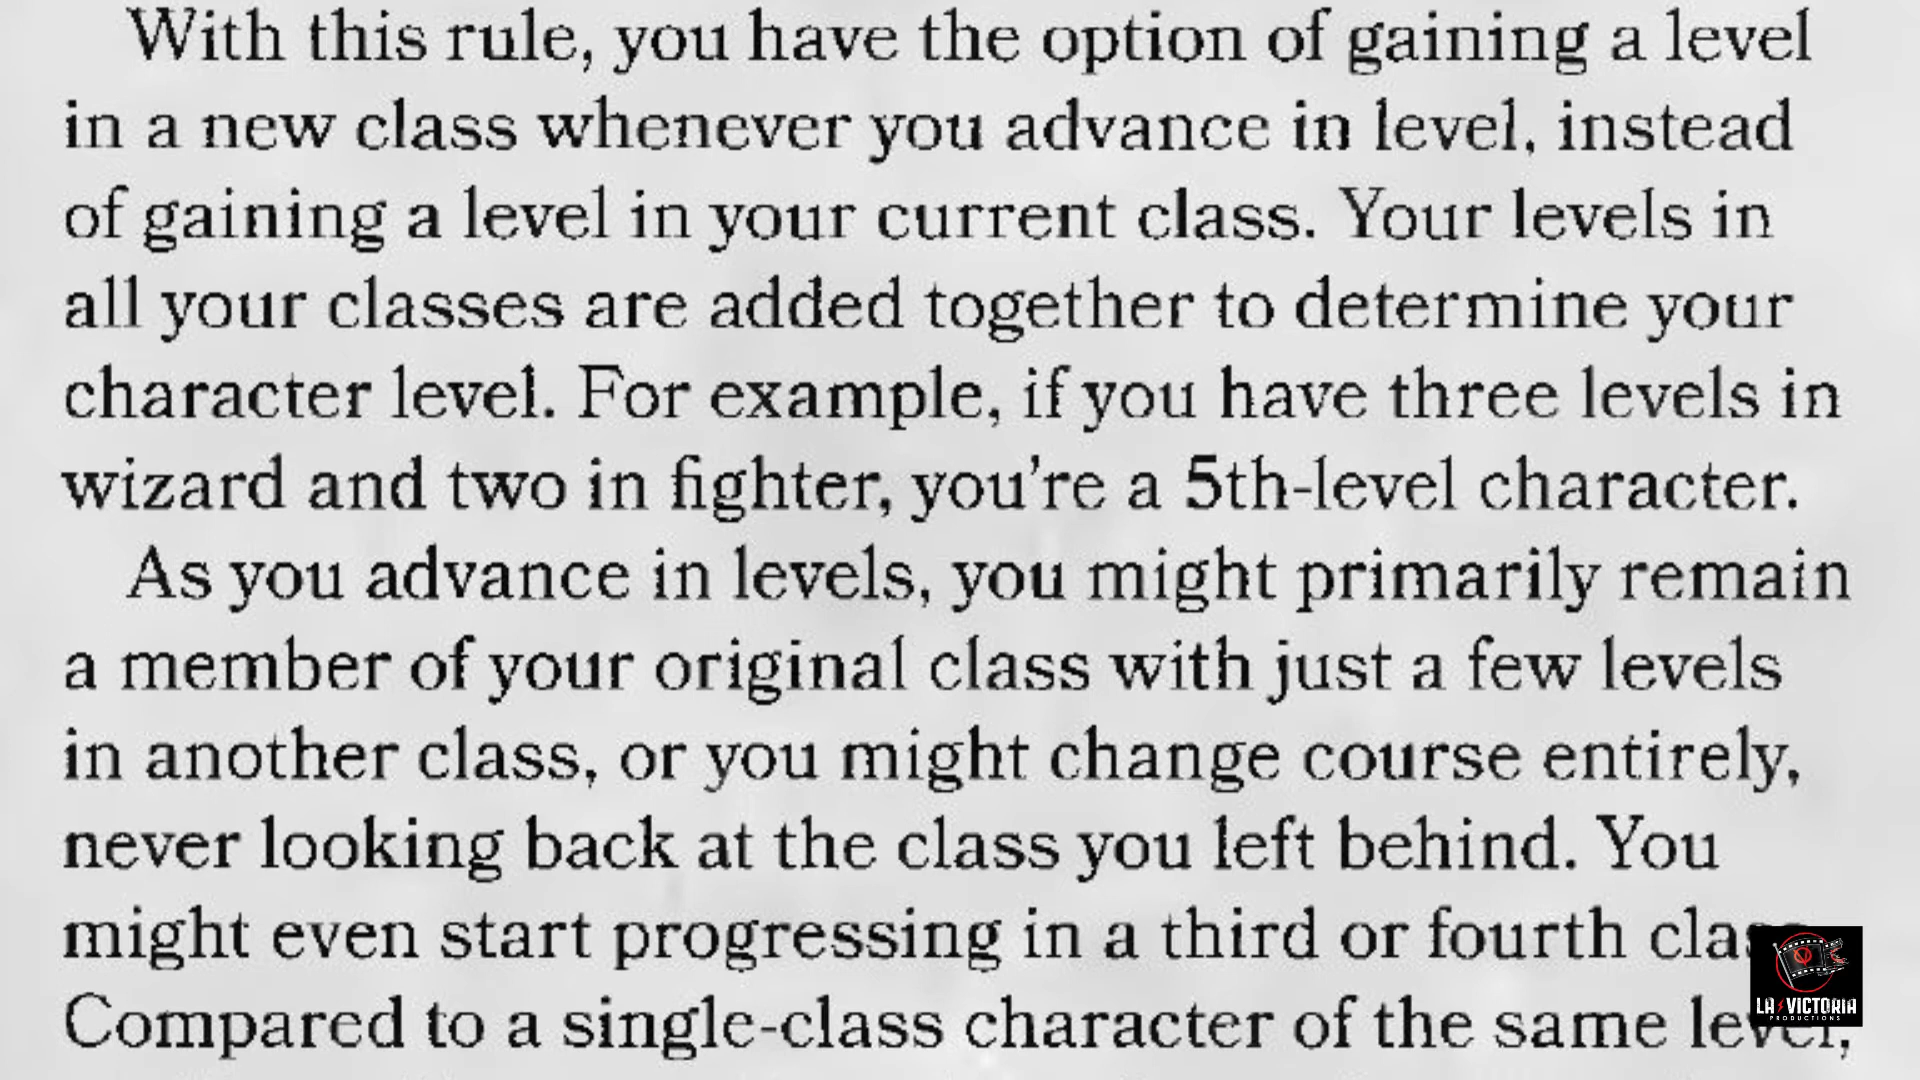 With this rule, you have the option of gaining a level
in a new class whenever you advance in level, instead
of gaining a level in your current class. Your levels in
all your classes are added together to determine your
character level. For example, if you have three levels in
wizard and two in fighter, you're a 5th-level character.
As you advance in levels, you might primarily remain
a member of your original class with just a few levels
in another class, or you might change course entirely,
never looking back at the class you left behind. You
might even start progressing in a third or fourth
Compared to a single-class character of the same level,
LA VICTORIA
PRODUCTIONS